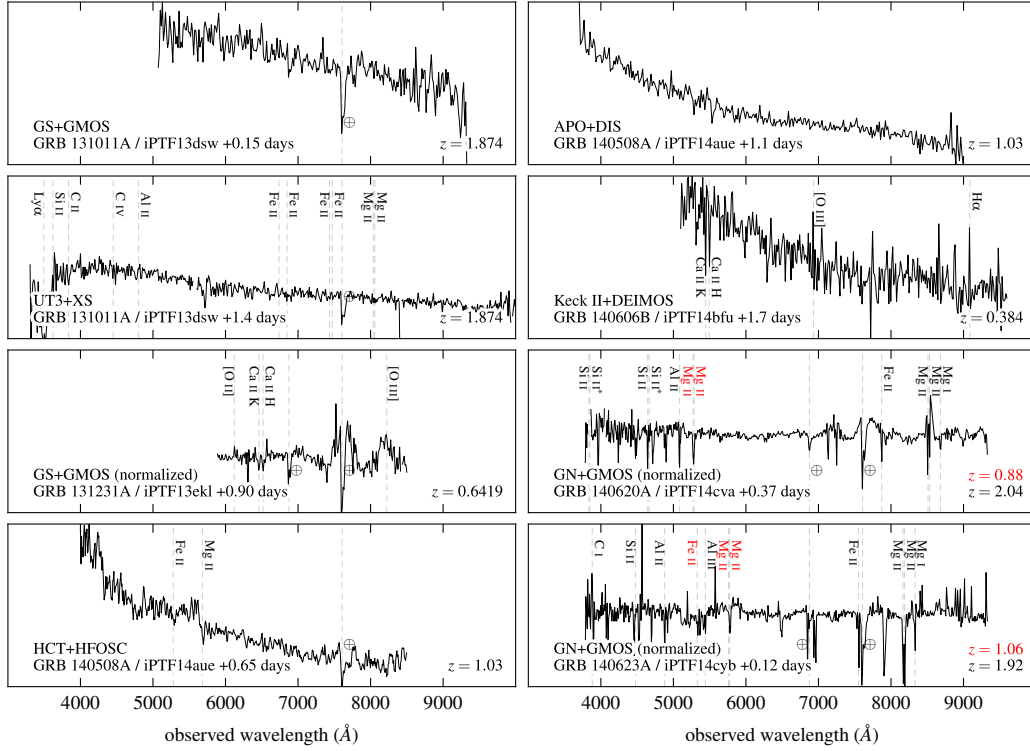 GS+GMOS
GRB 131011A / iPTF13dsw +0.15 days
z = 1.874
⊕
APO+DIS
GRB 140508A / iPTF14aue +1.1 days
z = 1.03
Lyα
Si II
C II
C IV
Al II
Fe II
Fe II
Fe II
Fe II
Mg II
Mg II
UT3+XS
GRB 131011A / iPTF13dsw +1.4 days
z = 1.874
⊕
Ca II K
Ca II H
[O III]
Hα
Keck II+DEIMOS
GRB 140606B / iPTF14bfu +1.7 days
z = 0.384
[O II]
Ca II K
Ca II H
[O III]
⊕
⊕
GS+GMOS (normalized)
GRB 131231A / iPTF13ekl +0.90 days
z = 0.6419
Si II
Si II*
Si II
Si II*
Al II
Mg II
Mg II
Fe II
Mg II
Mg II
Mg I
⊕
⊕
GN+GMOS (normalized)
GRB 140620A / iPTF14cva +0.37 days
z = 0.88
z = 2.04
Fe II
Mg II
HCT+HFOSC
GRB 140508A / iPTF14aue +0.65 days
z = 1.03
⊕
C I
Si II
Al II
Fe II
Al III
Mg II
Mg II
Fe II
Mg II
Mg II
Mg I
⊕
⊕
GN+GMOS (normalized)
GRB 140623A / iPTF14cyb +0.12 days
z = 1.06
z = 1.92
4000 5000 6000 7000 8000 9000
observed wavelength (Å)
4000 5000 6000 7000 8000 9000
observed wavelength (Å)